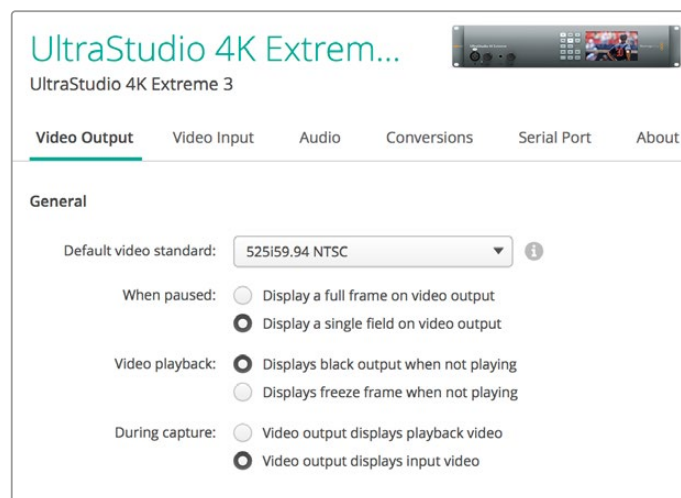 UltraStudio 4K Extrem...
UltraStudio 4K Extreme 3
Video Output Video Input Audio Conversions Serial Port About
General
Default video standard: 525i59.94 NTSC
When paused: Display a full frame on video output
Display a single field on video output
Video playback: Displays black output when not playing
Displays freeze frame when not playing
During capture: Video output displays playback video
Video output displays input video